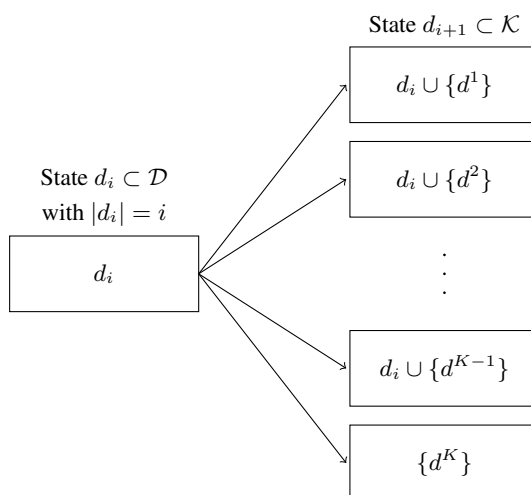 State $d_{i+1} \subset \mathcal{K}$
$d_i \cup \{d^1\}$
$d_i \cup \{d^2\}$
State $d_i \subset \mathcal{D}$
with $|d_i| = i$
$d_i$
$d_i \cup \{d^{K-1}\}$
$\{d^K\}$